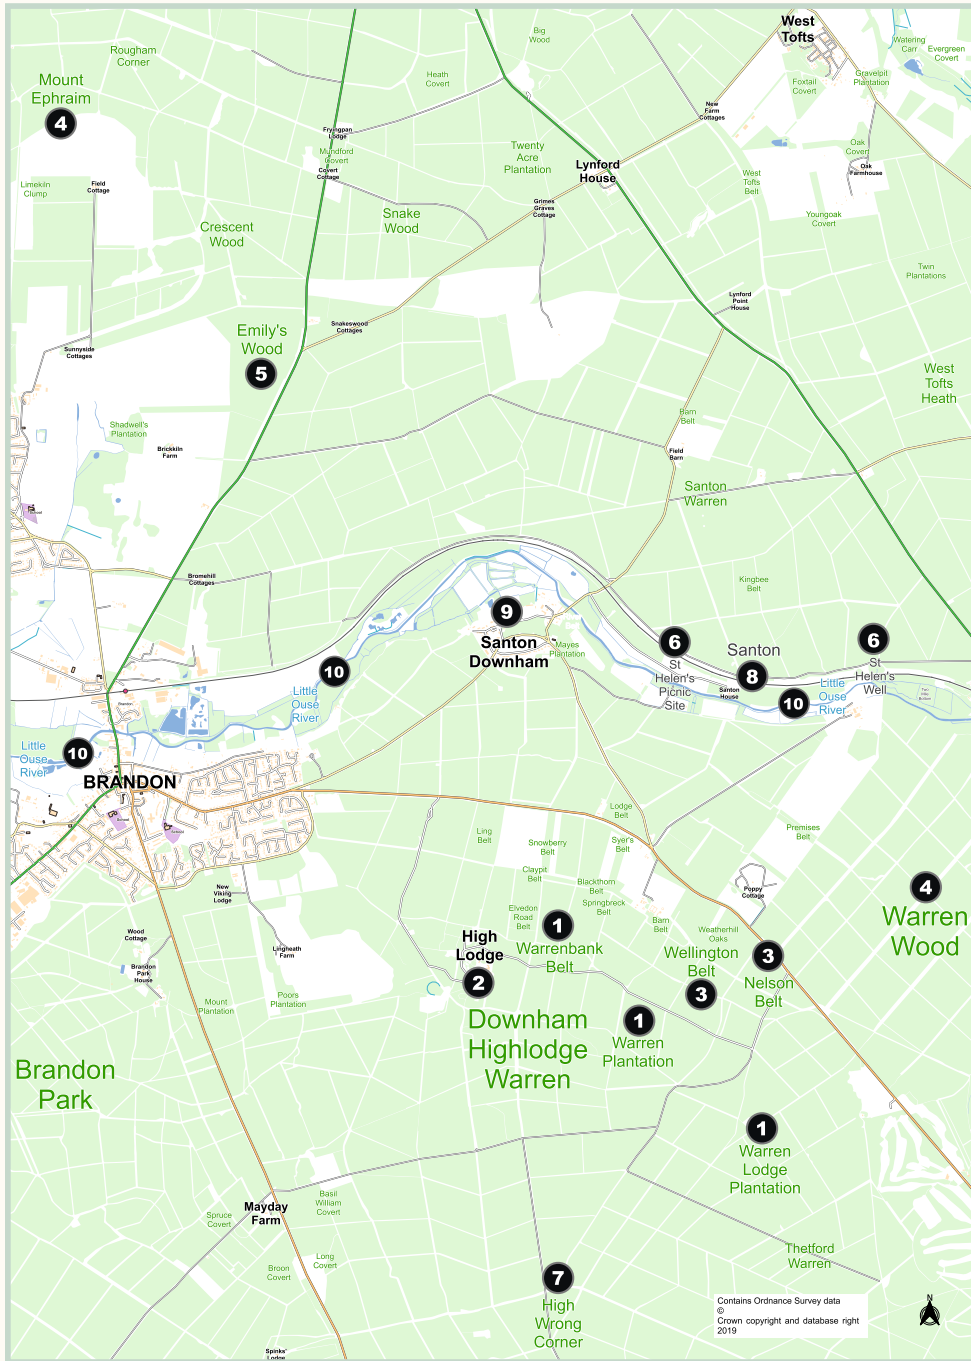 West
Tofts
Big
Wood
Watering
Carr
Evergreen
Covert
Rougham
Corner
Mount
Ephraim
4
Heath
Covert
Foxtail
Covert
Gravelpit
Plantation
New
Farm
Cottages
Fryingpan
Lodge
Mundford
Covert
Covert
Cottage
Twenty
Acre
Plantation
Lynford
House
Oak
Covert
Oak
Farmhouse
Limekiln
Clump
Field
Cottage
West
Tofts
Belt
Grimes
Graves
Cottage
Snake
Wood
Crescent
Wood
Youngoak
Covert
Twin
Plantations
Lynford
Point
House
Snakeswood
Cottages
Emily's
Wood
5
Sunnyside
Cottages
West
Tofts
Heath
Barn
Belt
Shadwell's
Plantation
Brickkiln
Farm
Field
Barn
Santon
Warren
School
Bromehill
Cottages
Kingbee
Belt
9
Santon
Downham
Mayes
Plantation
6
St
Helen's
Picnic
Site
Santon
8
Santon
House
6
St
Helen's
Well
10
Little
Ouse
River
10
Little
Ouse
River
Two
Mile
Bottom
Brandon
Little
Ouse
River
10
BRANDON
School
School
Lodge
Belt
Ling
Belt
Snowberry
Belt
Syer's
Belt
Premises
Belt
Claypit
Belt
Blackthorn
Belt
Springbreck
Belt
Poppy
Cottage
4
Warren
Wood
New
Viking
Lodge
Elvedon
Road
Belt
1
Warrenbank
Belt
Barn
Belt
Weatherhill
Oaks
Wood
Cottage
High
Lodge
2
Lingheath
Farm
Wellington
Belt
3
3
Nelson
Belt
Brandon
Park
House
Mount
Plantation
Poors
Plantation
Downham
Highlodge
Warren
1
Warren
Plantation
Brandon
Park
1
Warren
Lodge
Plantation
Mayday
Farm
Basil
William
Covert
Spruce
Covert
Long
Covert
Broon
Covert
Thetford
Warren
7
High
Wrong
Corner
Spinks'
Lodge
Contains Ordnance Survey data
©
Crown copyright and database right
2019
N